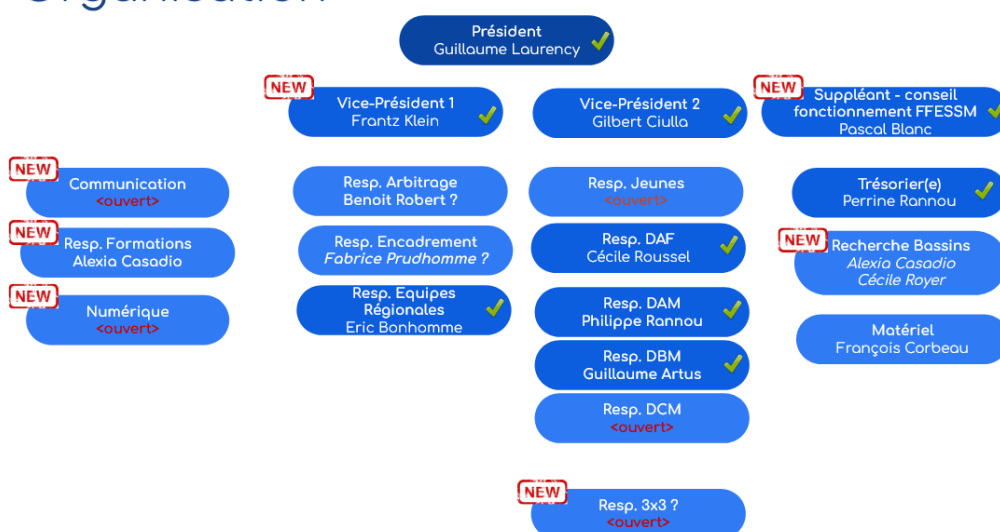 Organisation
Président
Guillaume Laurency
NEW
Vice-Président 1
Frantz Klein
Vice-Président 2
Gilbert Ciulla
NEW
Suppléant - conseil
fonctionnement FFESSM
Pascal Blanc
NEW
Communication
<ouvert>
Resp. Arbitrage
Benoit Robert ?
Resp. Jeunes
<ouvert>
Trésorier(e)
Perrine Rannou
NEW
Resp. Formations
Alexia Casadio
Resp. Encadrement
Fabrice Prudhomme ?
Resp. DAF
Cécile Roussel
NEW
Recherche Bassins
Alexia Casadio
Cécile Royer
NEW
Numérique
<ouvert>
Resp. Equipes
Régionales
Eric Bonhomme
Resp. DAM
Philippe Rannou
Matériel
François Corbeau
Resp. DBM
Guillaume Artus
Resp. DCM
<ouvert>
NEW
Resp. 3x3 ?
<ouvert>